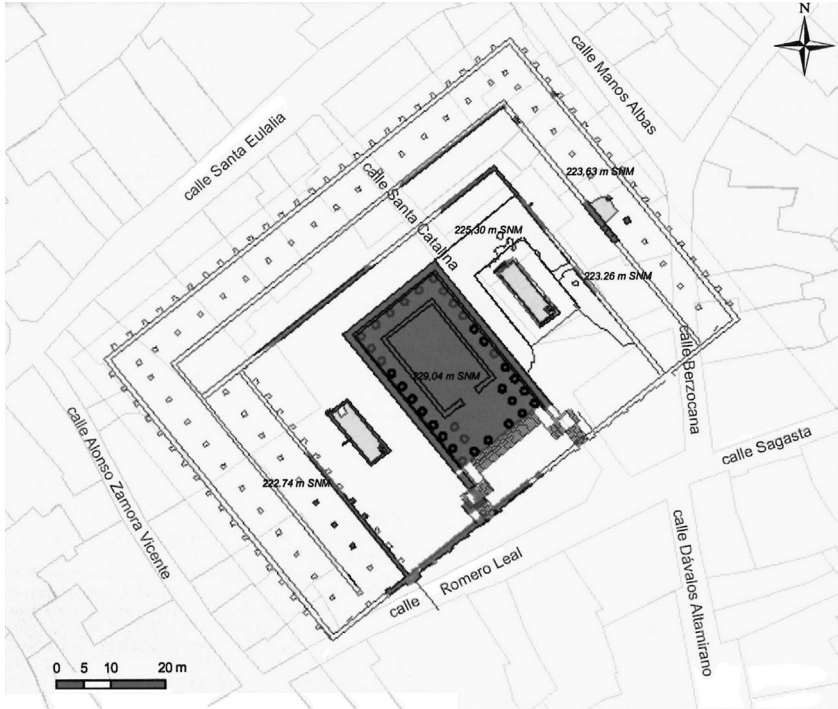 N
calle Manos Albas
calle Santa Eulalia
223,63 m SNM
calle Santa Catalina
225,30 m SNM
223.26 m SNM
229,04 m SNM
calle Berzocana
calle Alonso Zamora Vicente
calle Sagasta
222.74 m SNM
calle Romero Leal
calle Dávalos Altamirano
0 5 10 20 m